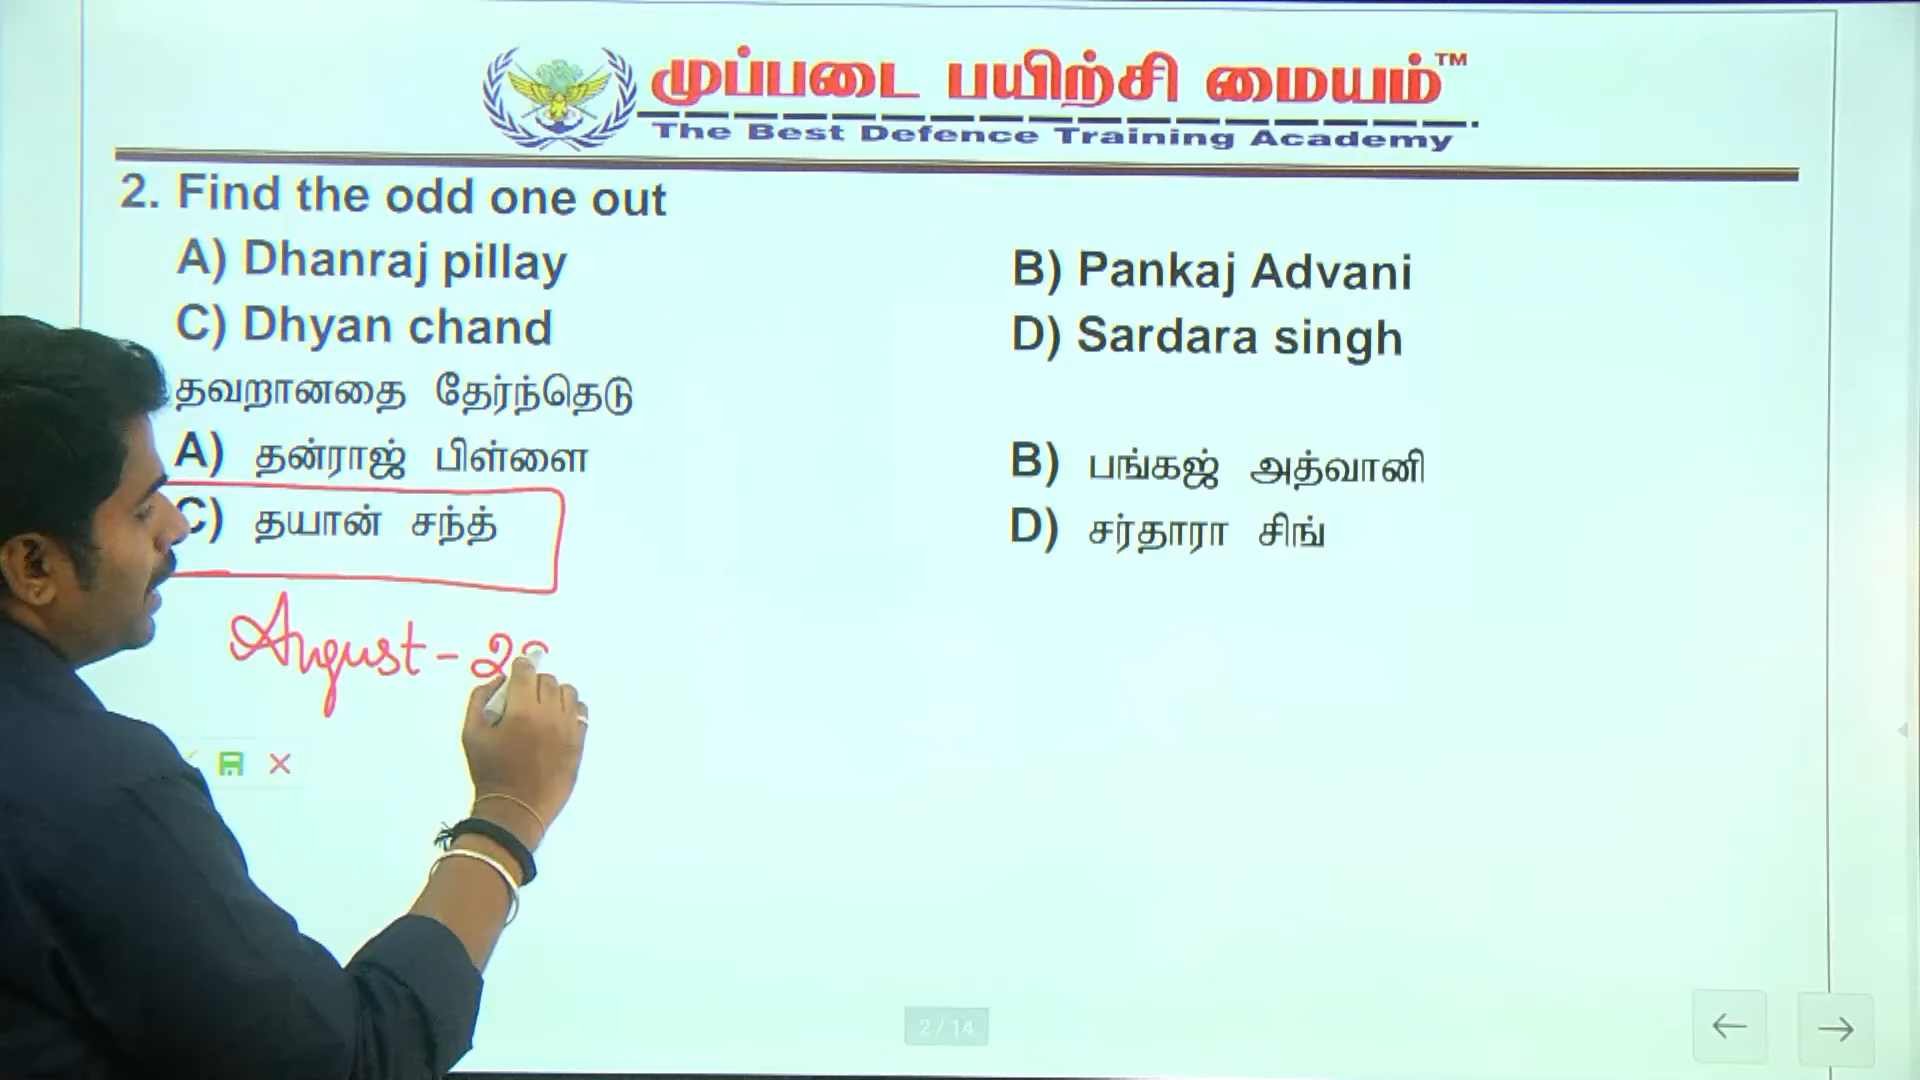 முப்படை பயிற்சி மையம்™
The Best Defence Training Academy
2. Find the odd one out
A) Dhanraj pillay
B) Pankaj Advani
C) Dhyan chand
D) Sardara singh
தவறானதை தேர்ந்தெடு
A) தன்ராஜ் பிள்ளை
B) பங்கஜ் அத்வானி
C) தயான் சந்த்
D) சர்தாரா சிங்
August -
2 / 14